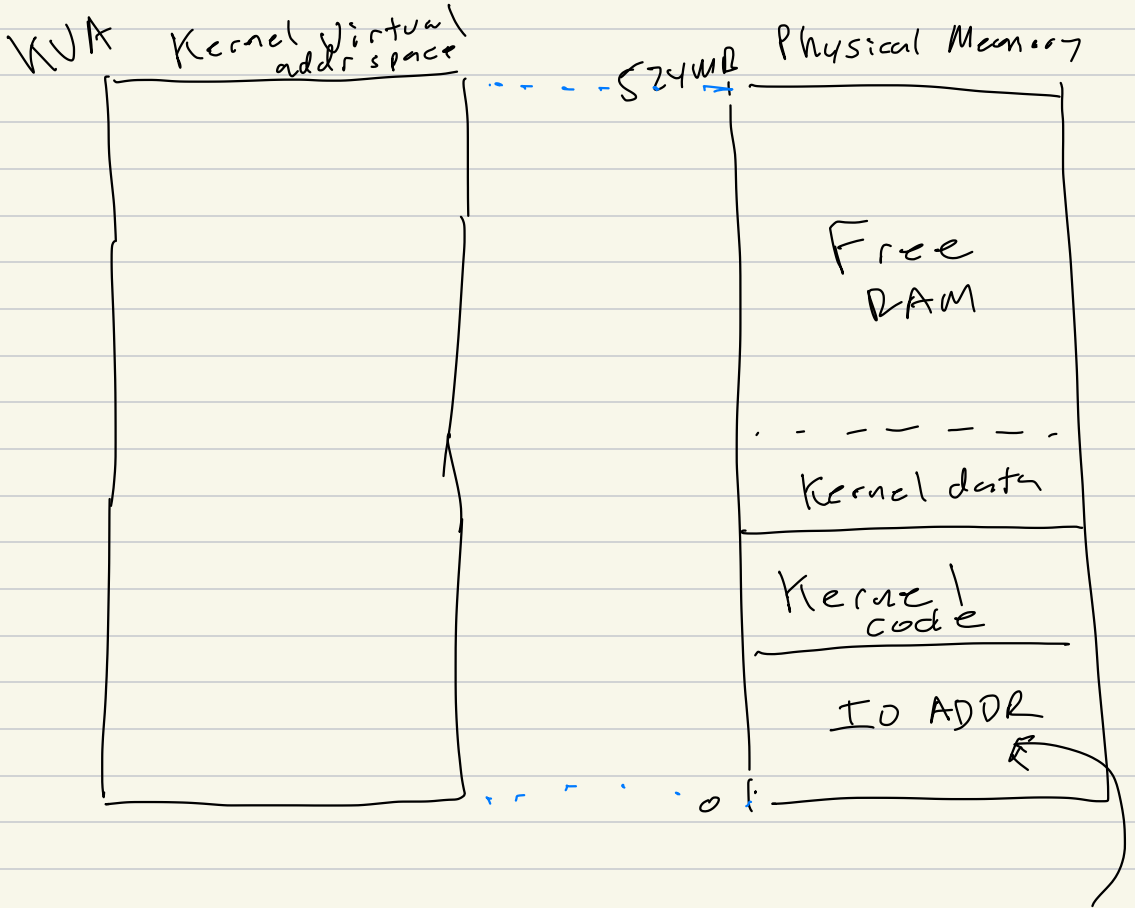 KVA
Kernel Virtual
addr space
524MB
Physical Memory
Free
RAM
Kernel data
Kernel
code
IO ADDR
0